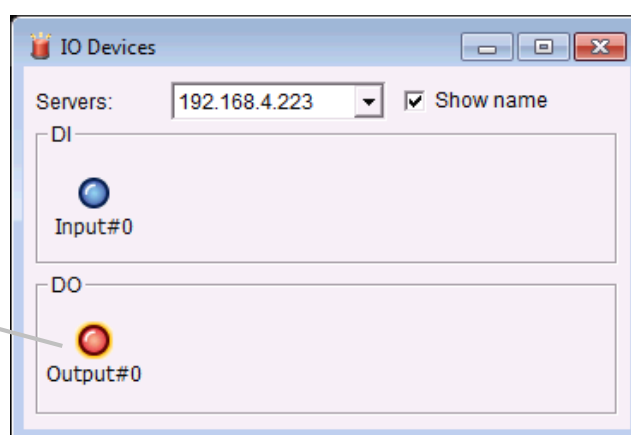 IO Devices
Servers: 192.168.4.223 Show name
DI
Input#0
DO
Output#0